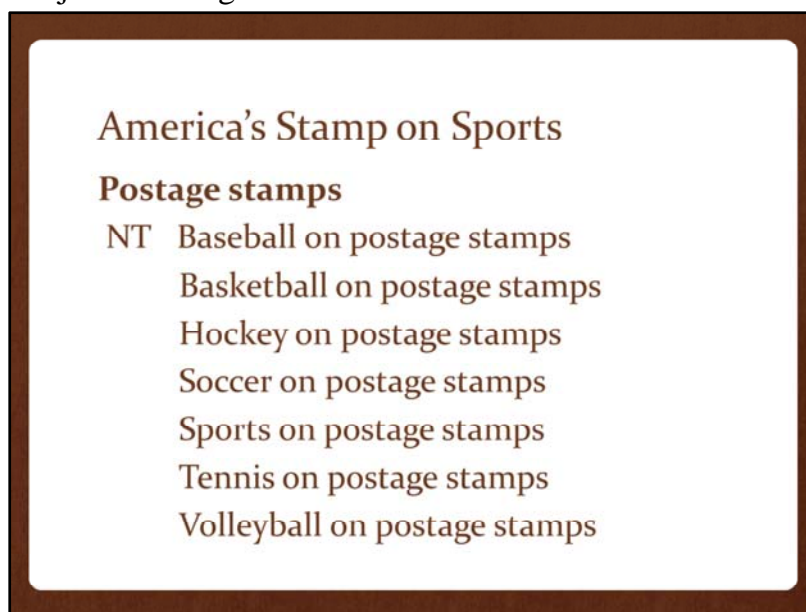 America's Stamp on Sports
Postage stamps
NT Baseball on postage stamps
Basketball on postage stamps
Hockey on postage stamps
Soccer on postage stamps
Sports on postage stamps
Tennis on postage stamps
Volleyball on postage stamps